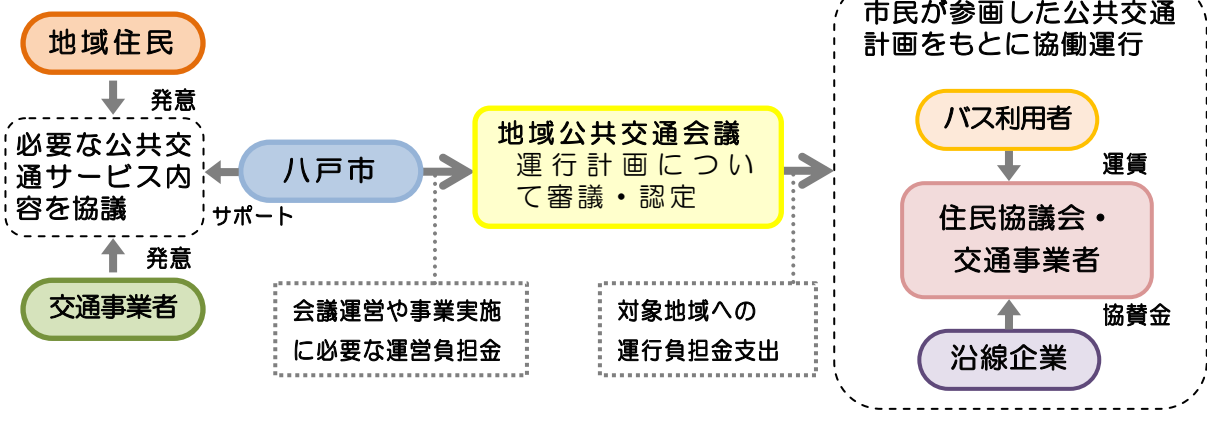 地域住民
発意
必要な公共交
通サービス内
容を協議
八戸市
サポート
発意
交通事業者
地域公共交通会議
運行計画につい
て審議・認定
会議運営や事業実施
に必要な運営負担金
対象地域への
運行負担金支出
市民が参画した公共交通
計画をもとに協働運行
バス利用者
運賃
住民協議会・
交通事業者
協賛金
沿線企業